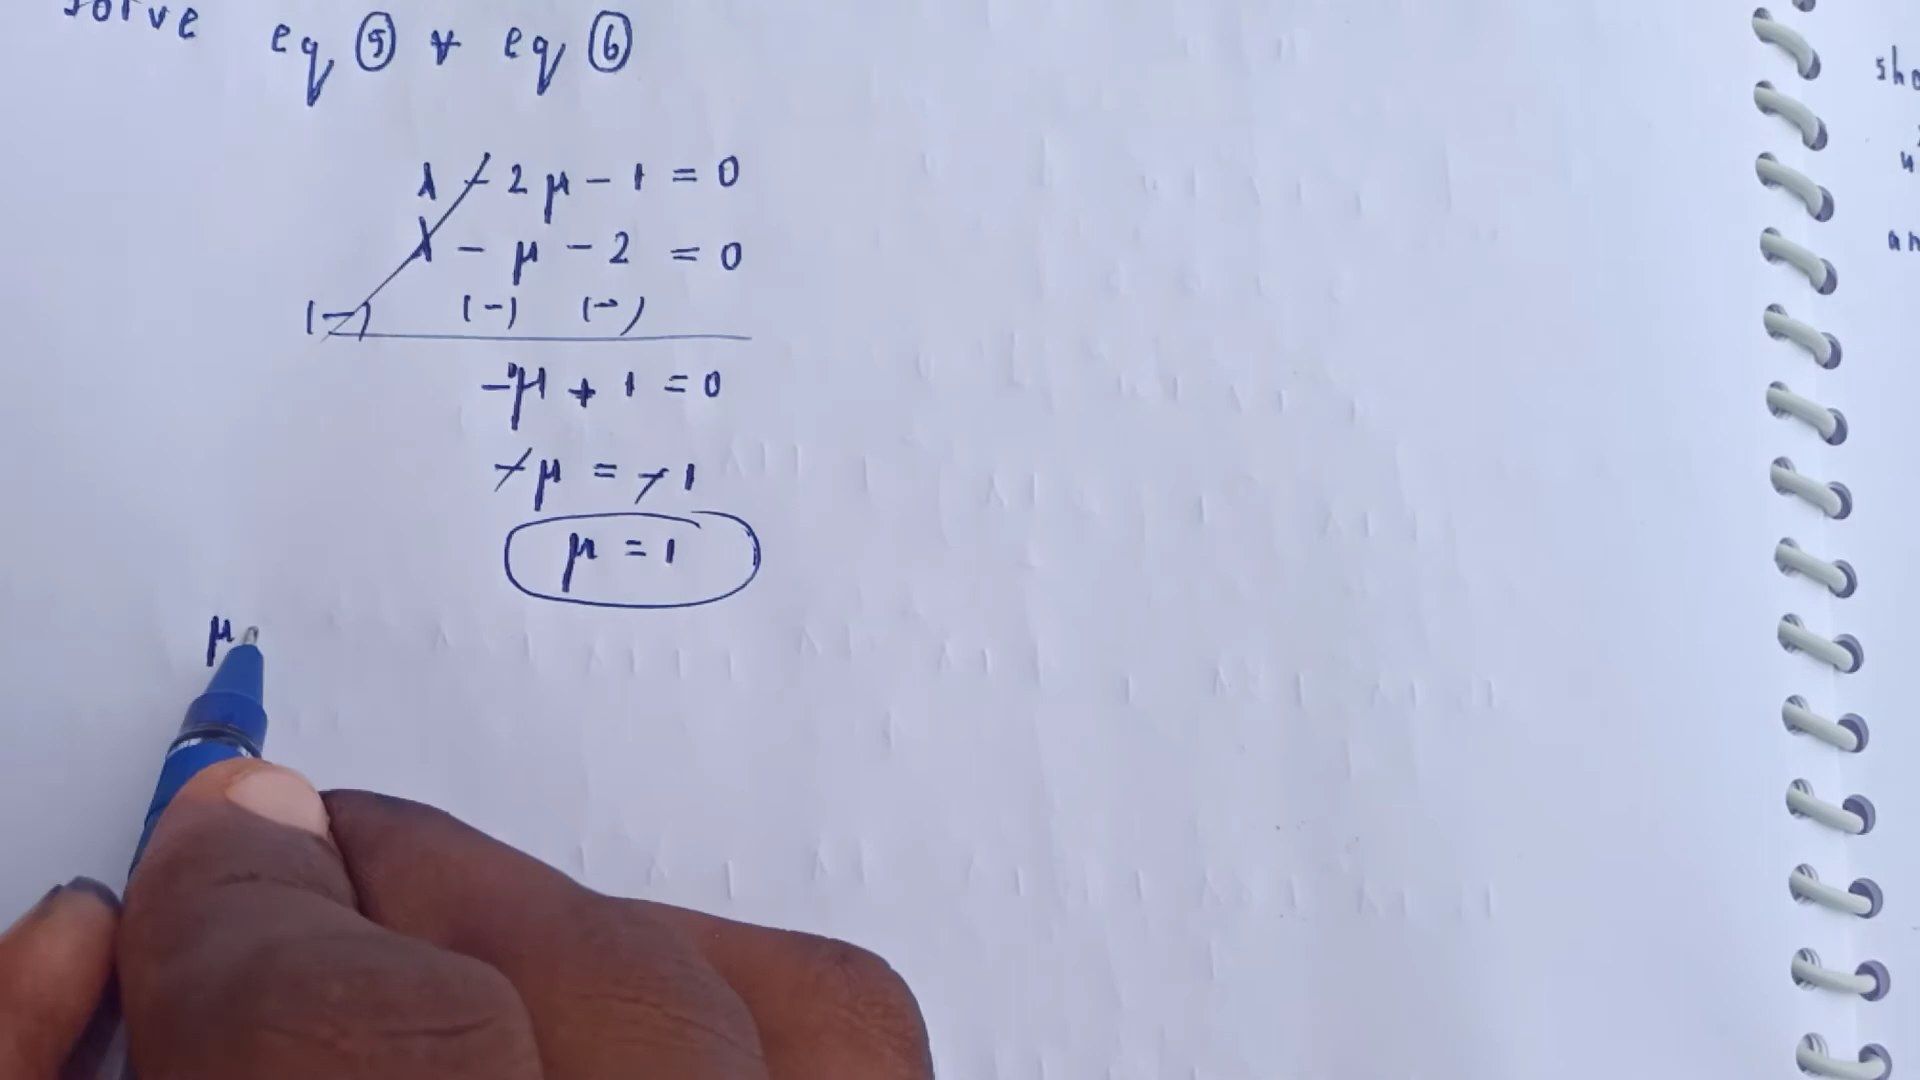 solve eq ⑤ & eq ⑥
λ - 2μ - 1 = 0
λ - μ - 2 = 0
(-) (-) (-)
-μ + 1 = 0
-μ = -1
μ = 1
μ